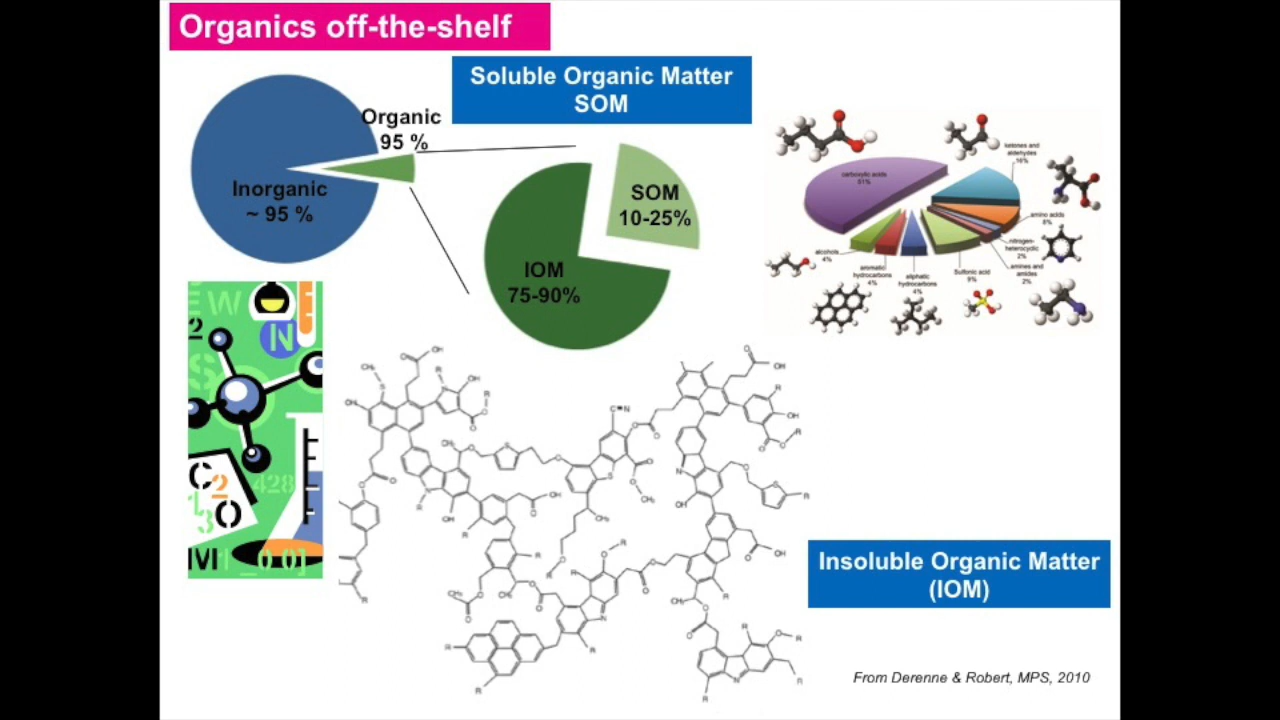 Organics off-the-shelf
Soluble Organic Matter
SOM
Organic
95 %
Inorganic
~ 95 %
SOM
10-25%
IOM
75-90%
carboxylic acids
51%
ketones and
aldehydes
16%
amino acids
8%
nitrogen-
heterocyclic
2%
amines and
amides
2%
Sulfonic acid
9%
aliphatic
hydrocarbons
4%
aromatic
hydrocarbons
4%
alcohols
4%
Insoluble Organic Matter
(IOM)
From Derenne & Robert, MPS, 2010